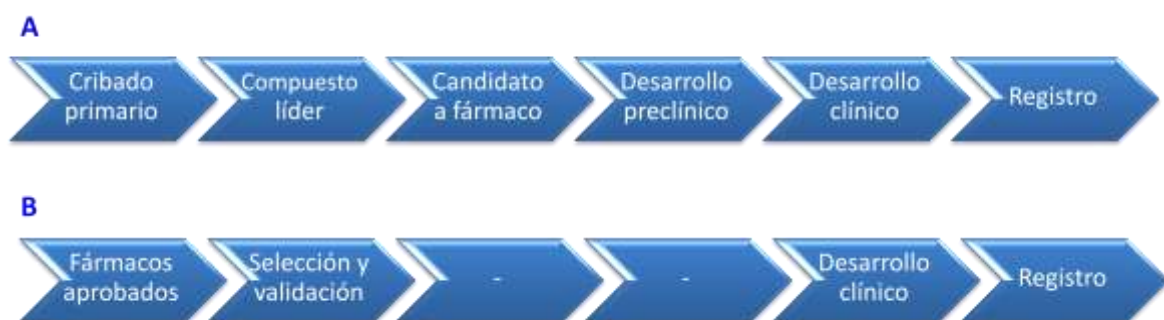 A
Cribado primario
Compuesto líder
Candidato a fármaco
Desarrollo preclínico
Desarrollo clínico
Registro
B
Fármacos aprobados
Selección y validación
-
-
Desarrollo clínico
Registro